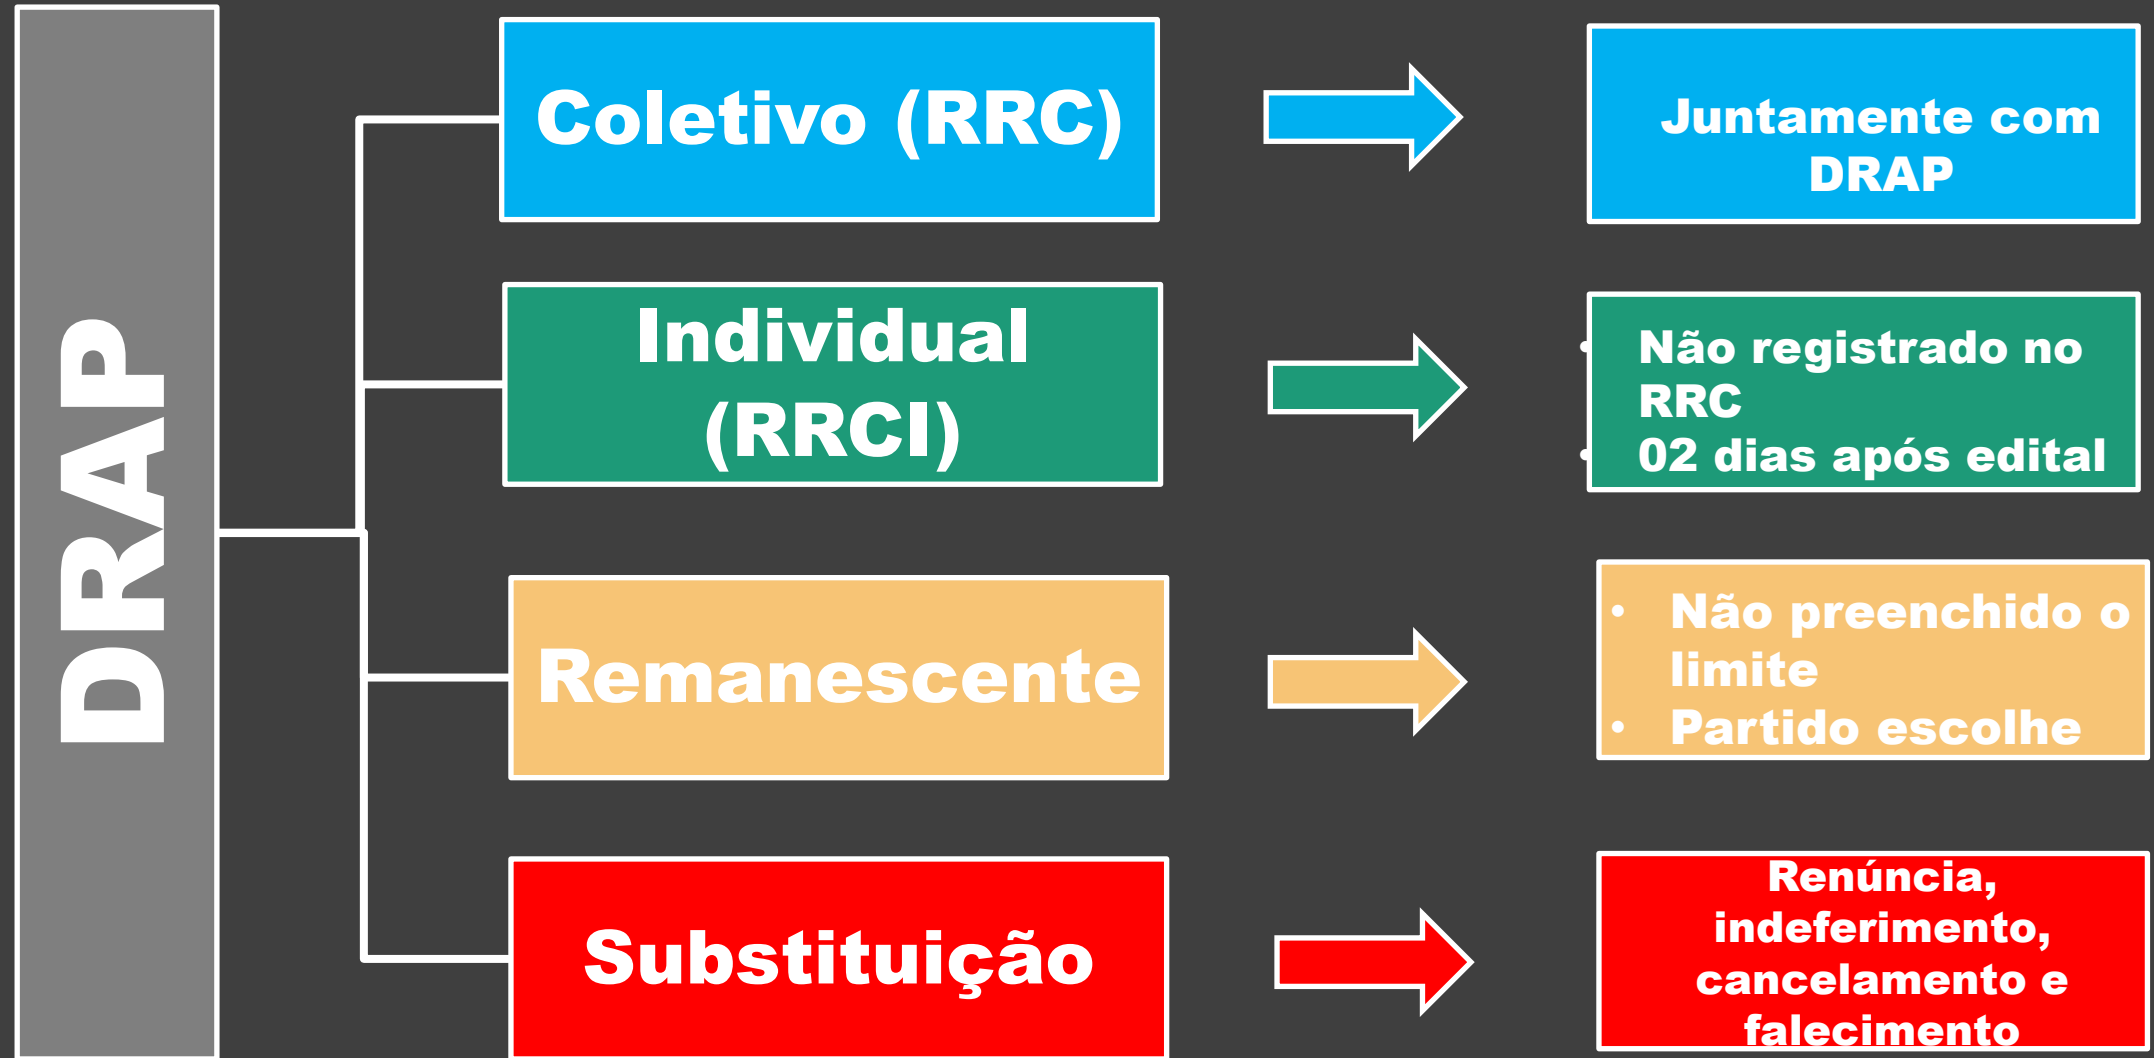 DRAP
Coletivo (RRC)
Juntamente com
DRAP
Individual
(RRCI)
• Não registrado no
RRC
• 02 dias após edital
Remanescente
• Não preenchido o
limite
• Partido escolhe
Substituição
Renúncia,
indeferimento,
cancelamento e
falecimento